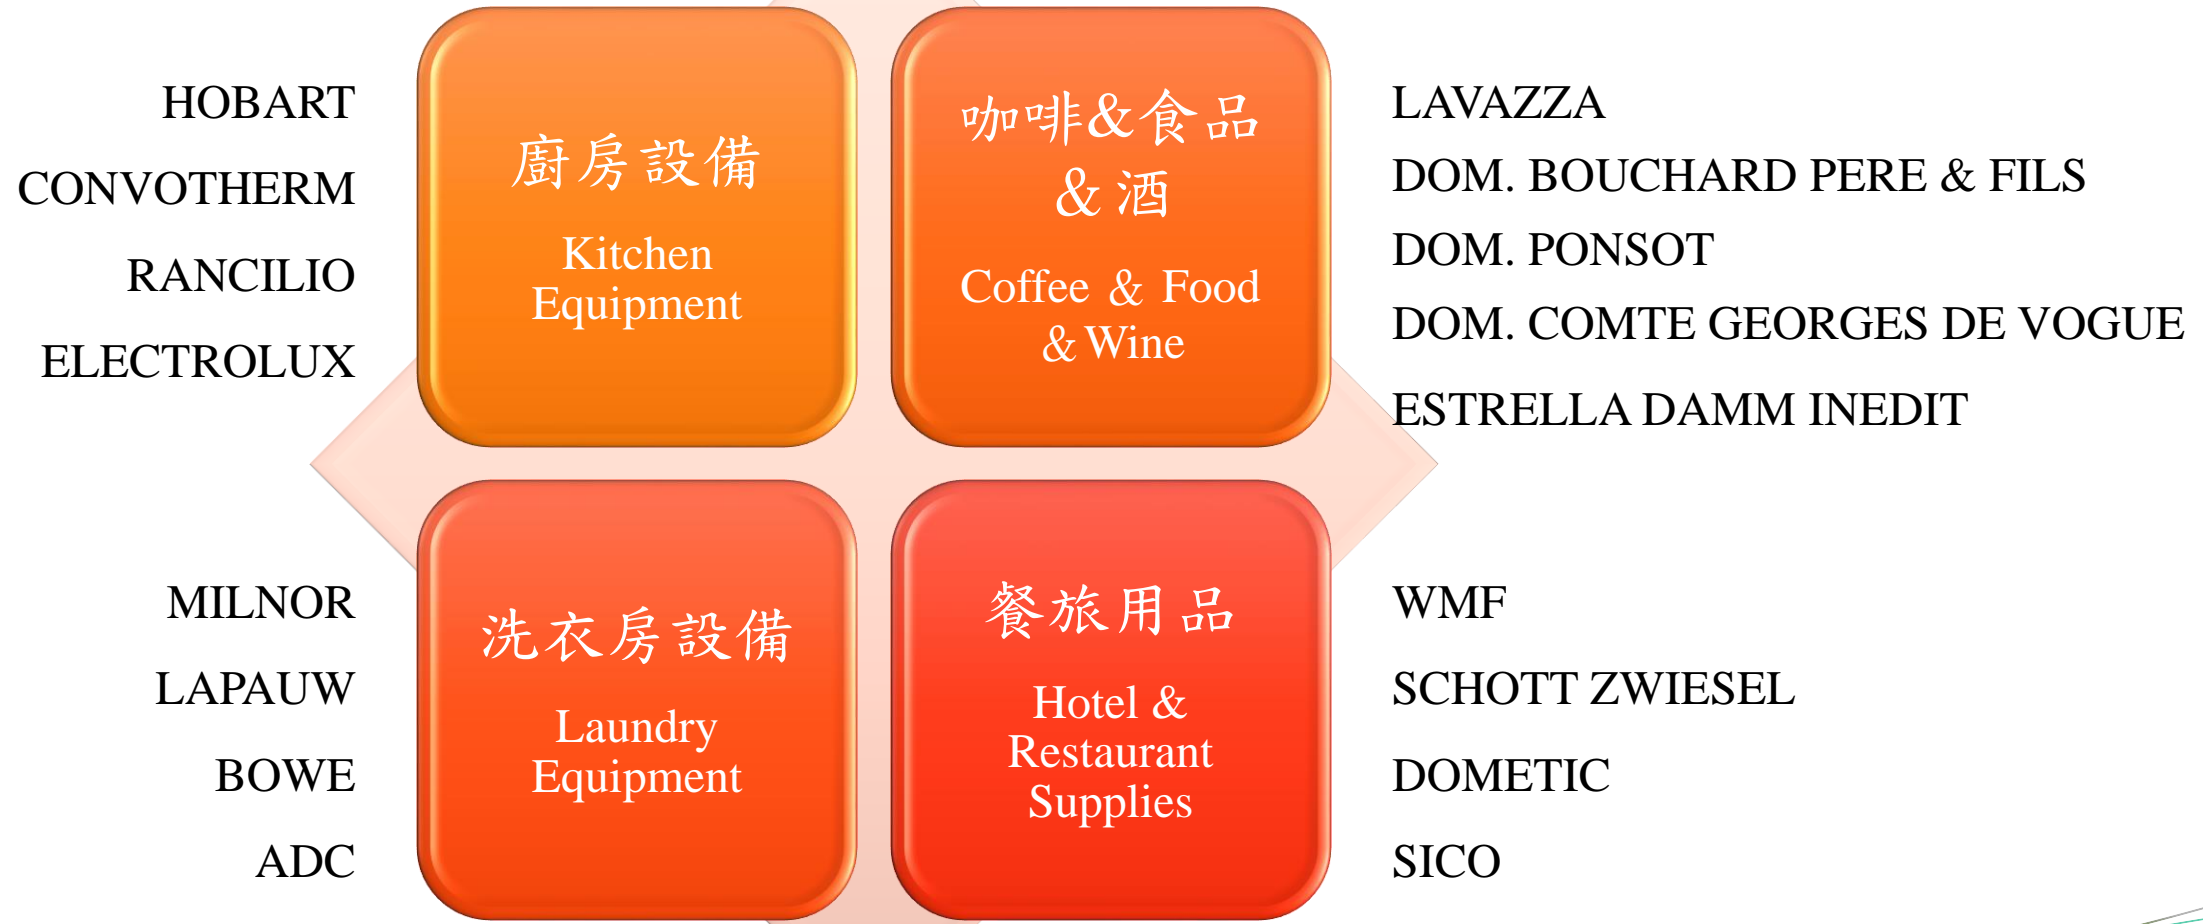 HOBART
CONVOTHERM
RANCILIO
ELECTROLUX
廚房設備
Kitchen
Equipment
咖啡&食品
&酒
Coffee & Food
& Wine
LAVAZZA
DOM. BOUCHARD PERE & FILS
DOM. PONSOT
DOM. COMTE GEORGES DE VOGUE
ESTRELLA DAMM INEDIT
MILNOR
LAPAUW
BOWE
ADC
洗衣房設備
Laundry
Equipment
餐旅用品
Hotel &
Restaurant
Supplies
WMF
SCHOTT ZWIESEL
DOMETIC
SICO